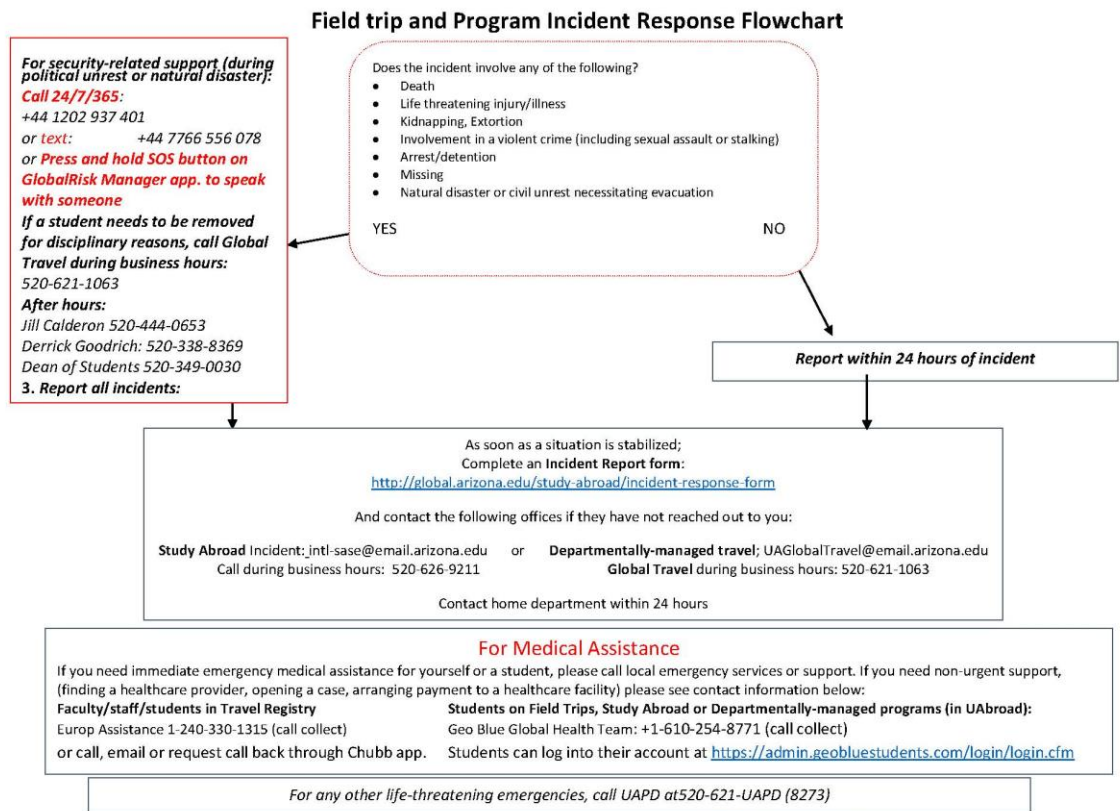 Field trip and Program Incident Response Flowchart
For security-related support (during
political unrest or natural disaster):
Call 24/7/365:
+44 1202 937 401
or text: +44 7766 556 078
or Press and hold SOS button on
GlobalRisk Manager app. to speak
with someone
If a student needs to be removed
for disciplinary reasons, call Global
Travel during business hours:
520-621-1063
After hours:
Jill Calderon 520-444-0653
Derrick Goodrich: 520-338-8369
Dean of Students 520-349-0030
3. Report all incidents:
Does the incident involve any of the following?
● Death
● Life threatening injury/illness
● Kidnapping, Extortion
● Involvement in a violent crime (including sexual assault or stalking)
● Arrest/detention
● Missing
● Natural disaster or civil unrest necessitating evacuation
YES NO
Report within 24 hours of incident
As soon as a situation is stabilized;
Complete an Incident Report form:
http://global.arizona.edu/study-abroad/incident-response-form
And contact the following offices if they have not reached out to you:
Study Abroad Incident: intl-sase@email.arizona.edu or Departmentally-managed travel; UAGlobalTravel@email.arizona.edu
Call during business hours: 520-626-9211 Global Travel during business hours: 520-621-1063
Contact home department within 24 hours
For Medical Assistance
If you need immediate emergency medical assistance for yourself or a student, please call local emergency services or support. If you need non-urgent support,
(finding a healthcare provider, opening a case, arranging payment to a healthcare facility) please see contact information below:
Faculty/staff/students in Travel Registry Students on Field Trips, Study Abroad or Departmentally-managed programs (in UAbroad):
Europ Assistance 1-240-330-1315 (call collect) Geo Blue Global Health Team: +1-610-254-8771 (call collect)
or call, email or request call back through Chubb app. Students can log into their account at https://admin.geobluestudents.com/login/login.cfm
For any other life-threatening emergencies, call UAPD at520-621-UAPD (8273)